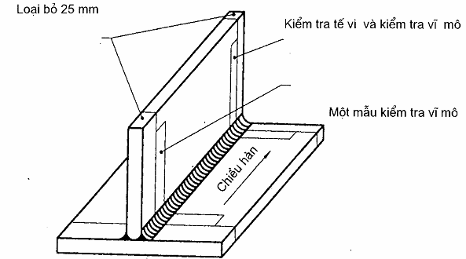 Loại bỏ 25 mm
Kiểm tra tế vi và kiểm tra vĩ mô
Một mẫu kiểm tra vĩ mô
Chiều hàn